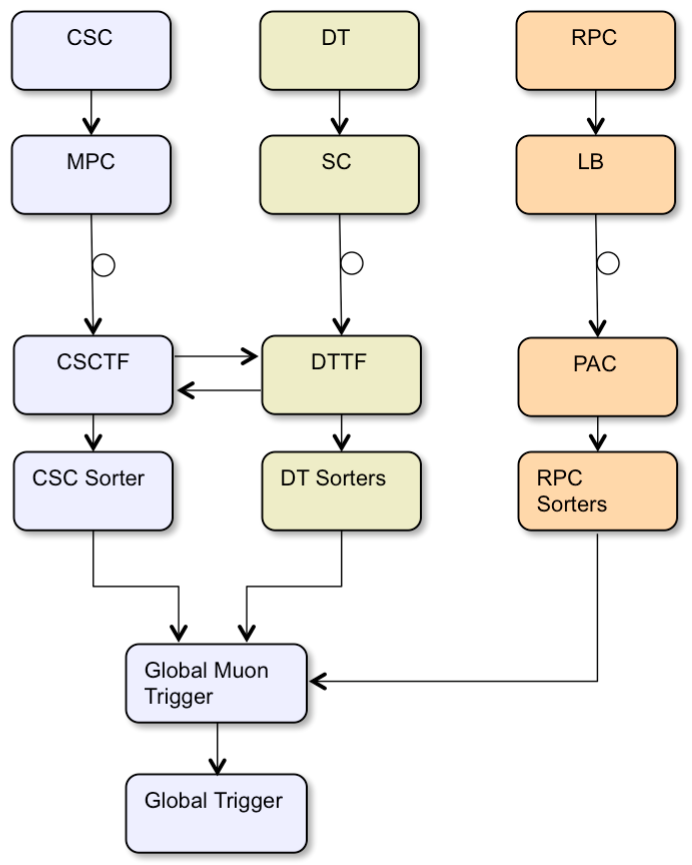 CSC
DT
RPC
MPC
SC
LB
CSCTF
DTTF
PAC
CSC Sorter
DT Sorters
RPC
Sorters
Global Muon
Trigger
Global Trigger